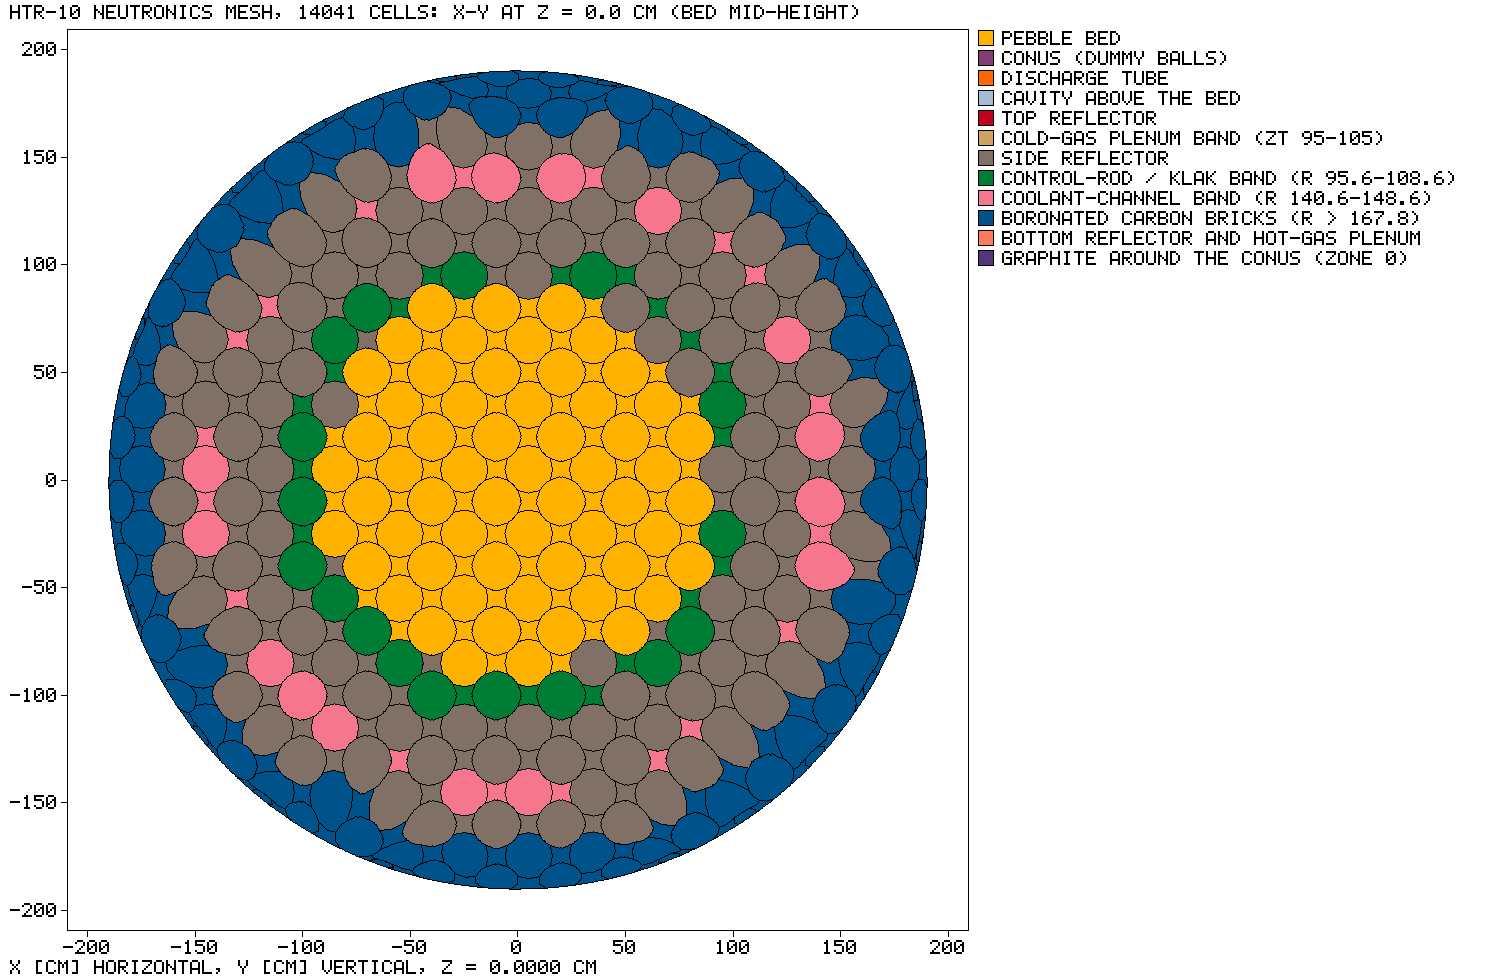 HTR-10 NEUTRONICS MESH, 14041 CELLS: X-Y AT Z = 0.0 CM (BED MID-HEIGHT)
PEBBLE BED
CONUS (DUMMY BALLS)
DISCHARGE TUBE
CAVITY ABOVE THE BED
TOP REFLECTOR
COLD-GAS PLENUM BAND (ZT 95-105)
SIDE REFLECTOR
CONTROL-ROD / KLAK BAND (R 95.6-108.6)
COOLANT-CHANNEL BAND (R 140.6-148.6)
BORONATED CARBON BRICKS (R > 167.8)
BOTTOM REFLECTOR AND HOT-GAS PLENUM
GRAPHITE AROUND THE CONUS (ZONE 0)
200
150
100
50
0
-50
-100
-150
-200
-200 -150 -100 -50 0 50 100 150 200
X [CM] HORIZONTAL, Y [CM] VERTICAL, Z = 0.0000 CM